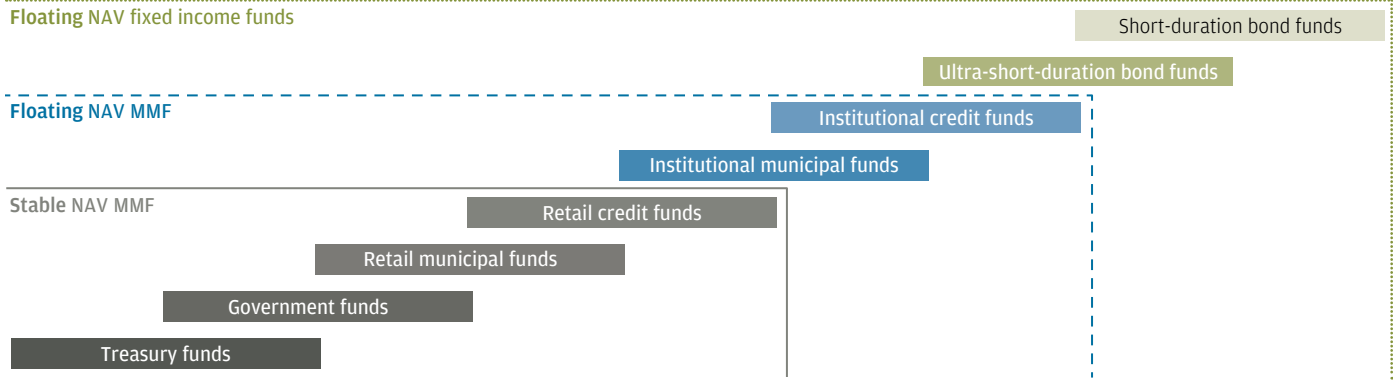 Floating NAV fixed income funds
Short-duration bond funds
Ultra-short-duration bond funds
Floating NAV MMF
Institutional credit funds
Institutional municipal funds
Stable NAV MMF
Retail credit funds
Retail municipal funds
Government funds
Treasury funds